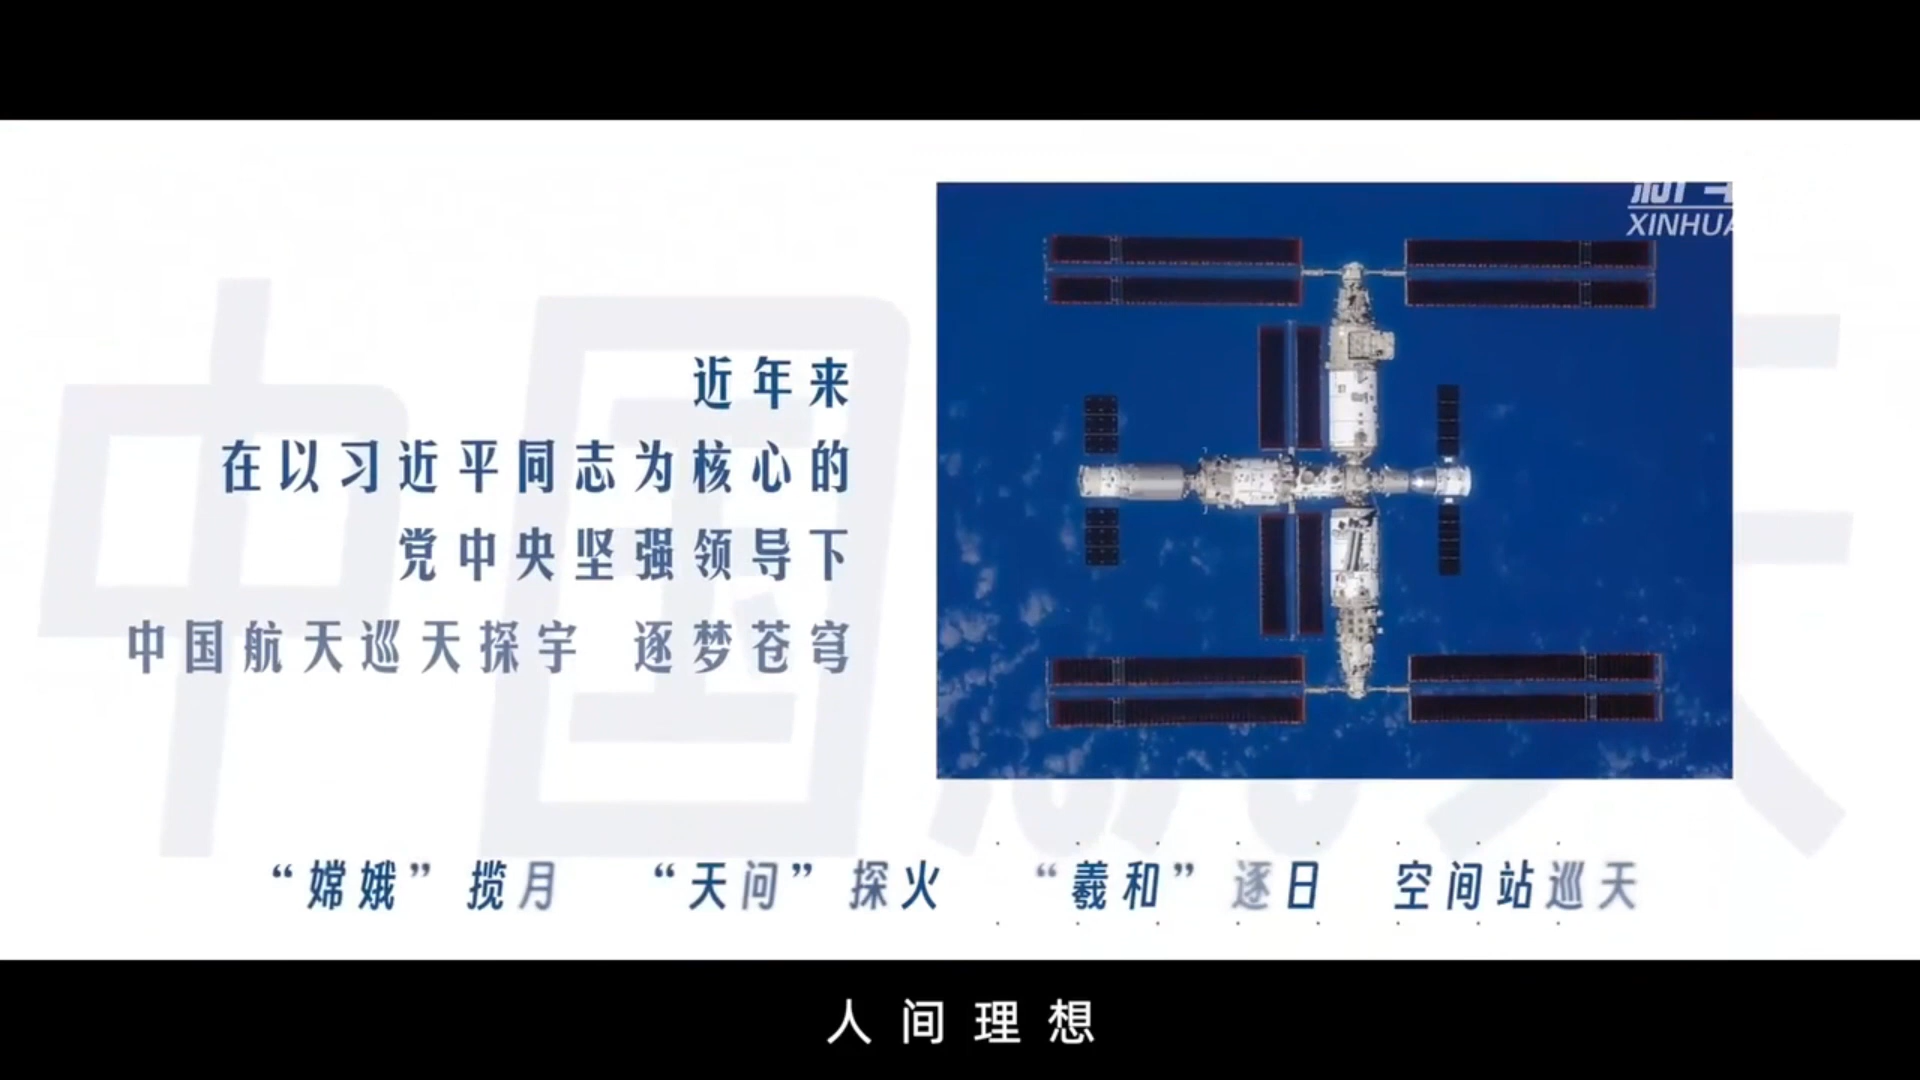 近年来
在以习近平同志为核心的
党中央坚强领导下
中国航天巡天探宇 逐梦苍穹
XINHUA
“嫦娥”揽月 “天问”探火 “羲和”逐日 空间站巡天
人间理想